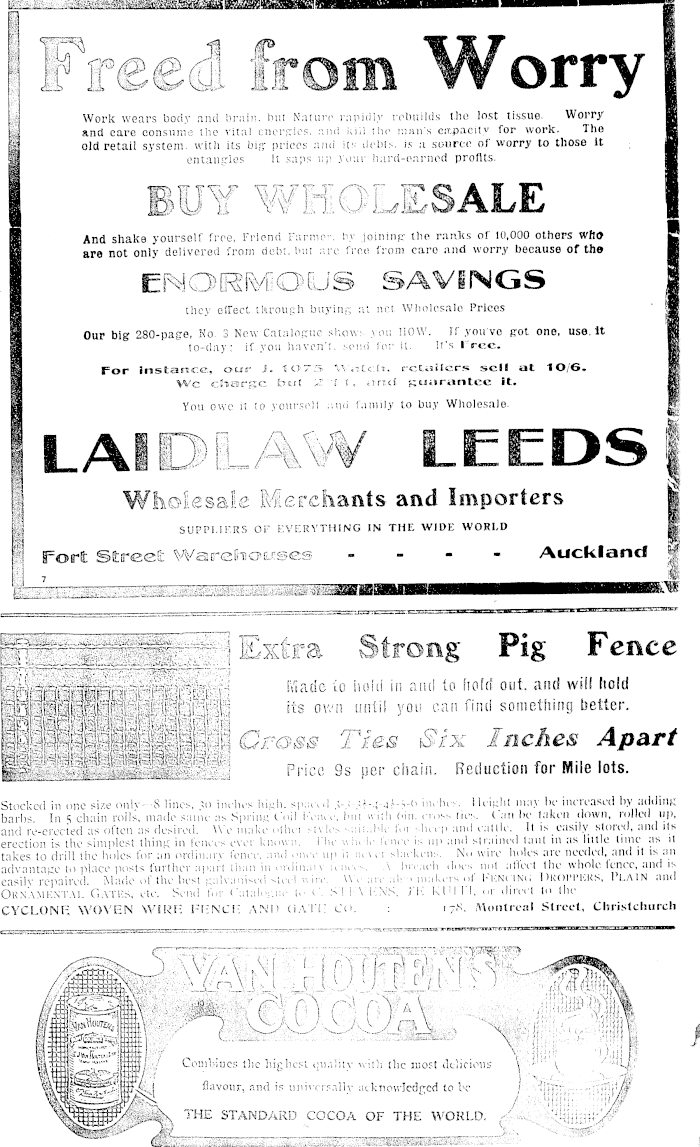 Freed from Worry
Work wears body and brain, but Nature rapidly rebuilds the lost tissue. Worry
and care consume the vital energies, and kill the man's capacity for work. The
old retail system, with its big prices and its debts, is a source of worry to those it
entangles It saps up your hard-earned profits.
BUY WHOLESALE
And shake yourself free, Friend Farmer, by joining the ranks of 10,000 others who
are not only delivered from debt, but are free from care and worry because of the
ENORMOUS SAVINGS
they effect through buying at net Wholesale Prices
Our big 280-page, No. 3 New Catalogue shows you HOW. If you've got one, use it
to-day; if you haven't, send for it. It's Free.
For instance, our J. 1075 Watch, retailers sell at 10/6.
We charge but and guarantee it.
You owe it to yourself and family to buy Wholesale.
LAIDLAW LEEDS
Wholesale Merchants and Importers
SUPPLIERS OF EVERYTHING IN THE WIDE WORLD
Fort Street Warehouses - - - - Auckland
7
Extra Strong Pig Fence
Made to hold in and to hold out, and will hold
its own until you can find something better.
Cross Ties Six Inches Apart
Price 9s per chain. Reduction for Mile lots.
Stocked in one size only—8 lines, 30 inches high, spaced inches. Height may be increased by adding
barbs. In 5 chain rolls, made same as Spring Coil Fence, but with 6in. cross ties. Can be taken down, rolled up,
and re-erected as often as desired. We make other styles suitable for sheep and cattle. It is easily stored, and its
erection is the simplest thing in fences ever known. The whole fence is up and strained taut in as little time as it
takes to drill the holes for an ordinary fence, and once up it never slackens. No wire holes are needed, and it is an
advantage to place posts further apart than in ordinary fences. A breach does not affect the whole fence, and is
easily repaired. Made of the best galvanised steel wire. We are also makers of FENCING DROPPERS, PLAIN and
ORNAMENTAL GATES, etc. Send for Catalogue to C. STEVENS, TE KUITI, or direct to the
CYCLONE WOVEN WIRE FENCE AND GATE CO. : 178, Montreal Street, Christchurch
VAN HOUTEN'S
COCOA
VAN HOUTEN'S
Combines the highest quality with the most delicious
flavour, and is universally acknowledged to be
THE STANDARD COCOA OF THE WORLD.